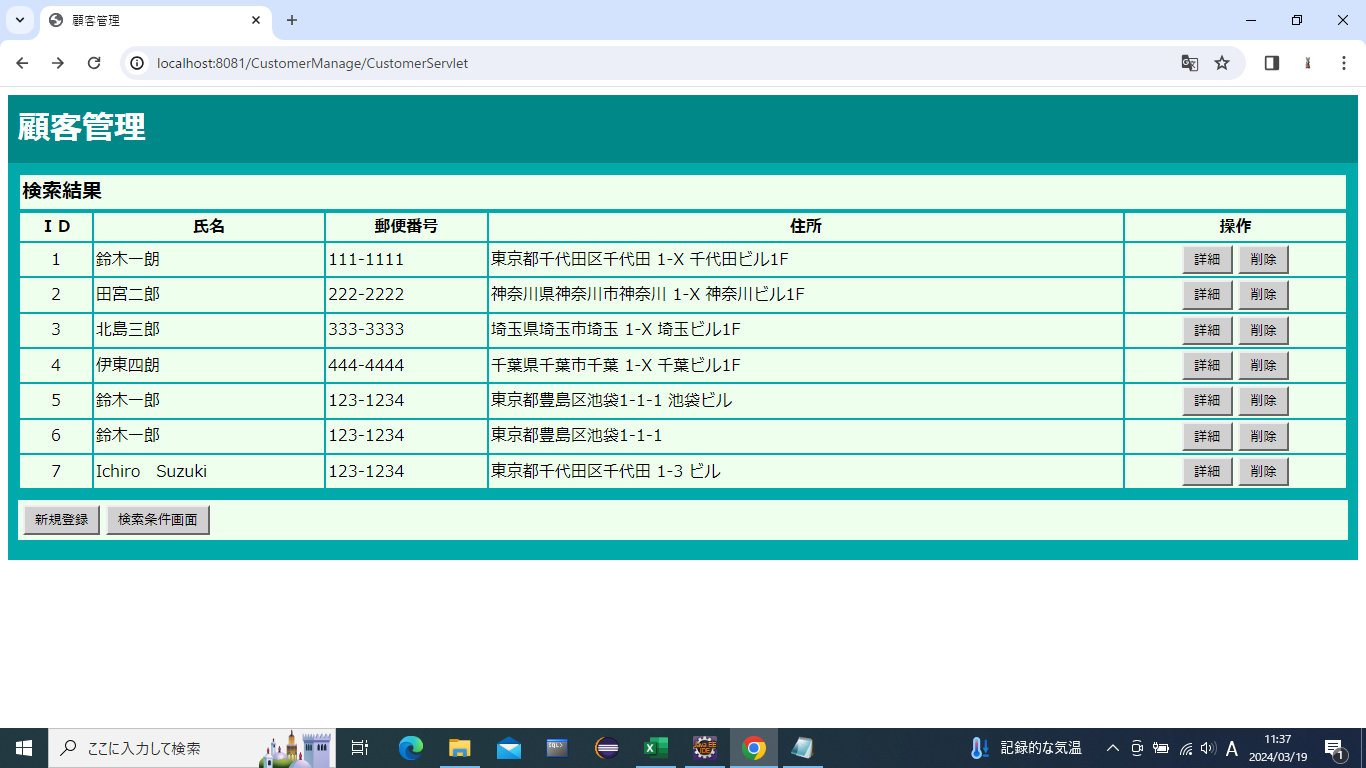 顧客管理
localhost:8081/CustomerManage/CustomerServlet
顧客管理
検索結果
ＩＤ 氏名 郵便番号 住所 操作
1 鈴木一朗 111-1111 東京都千代田区千代田 1-X 千代田ビル1F 詳細 削除
2 田宮二郎 222-2222 神奈川県神奈川市神奈川 1-X 神奈川ビル1F 詳細 削除
3 北島三郎 333-3333 埼玉県埼玉市埼玉 1-X 埼玉ビル1F 詳細 削除
4 伊東四朗 444-4444 千葉県千葉市千葉 1-X 千葉ビル1F 詳細 削除
5 鈴木一郎 123-1234 東京都豊島区池袋1-1-1 池袋ビル 詳細 削除
6 鈴木一郎 123-1234 東京都豊島区池袋1-1-1 詳細 削除
7 Ichiro　Suzuki 123-1234 東京都千代田区千代田 1-3 ビル 詳細 削除
新規登録 検索条件画面
ここに入力して検索
記録的な気温
A
11:37
2024/03/19
1